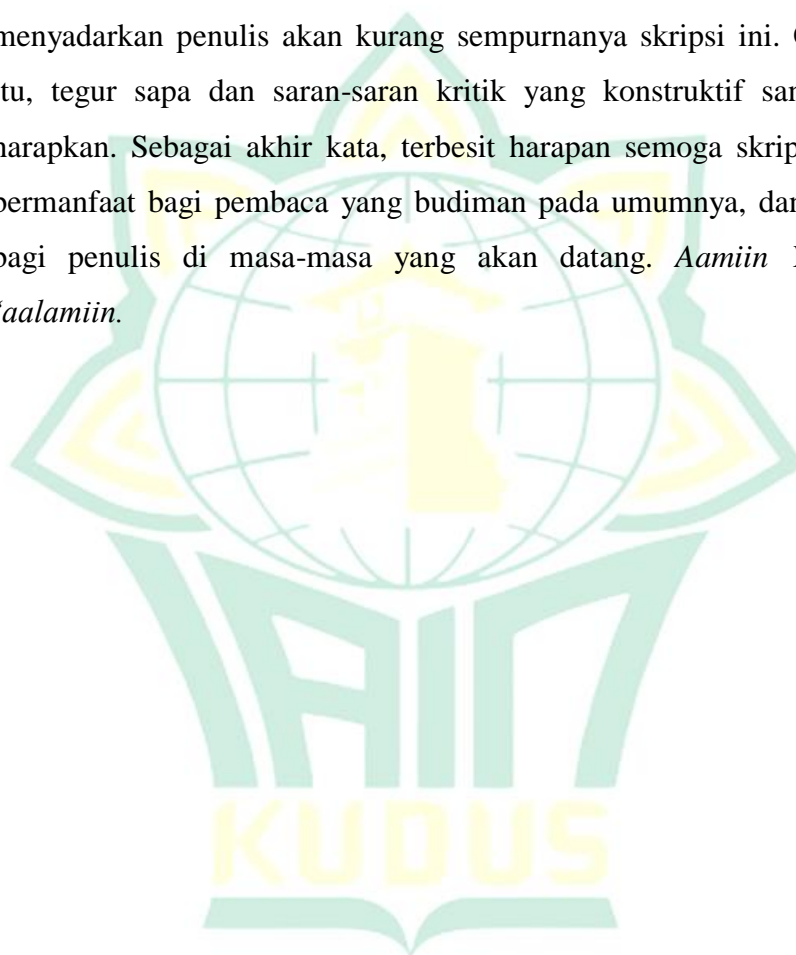 menyadarkan penulis akan kurang sempurnanya skripsi ini.
itu, tegur sapa dan saran-saran kritik yang konstruktif
harapkan. Sebagai akhir kata, terbesit harapan semoga
bermanfaat bagi pembaca yang budiman pada umumnya, dan
bagi penulis di masa-masa yang akan datang. Aamiin
'aalamiin.
IAIN
KUDUS